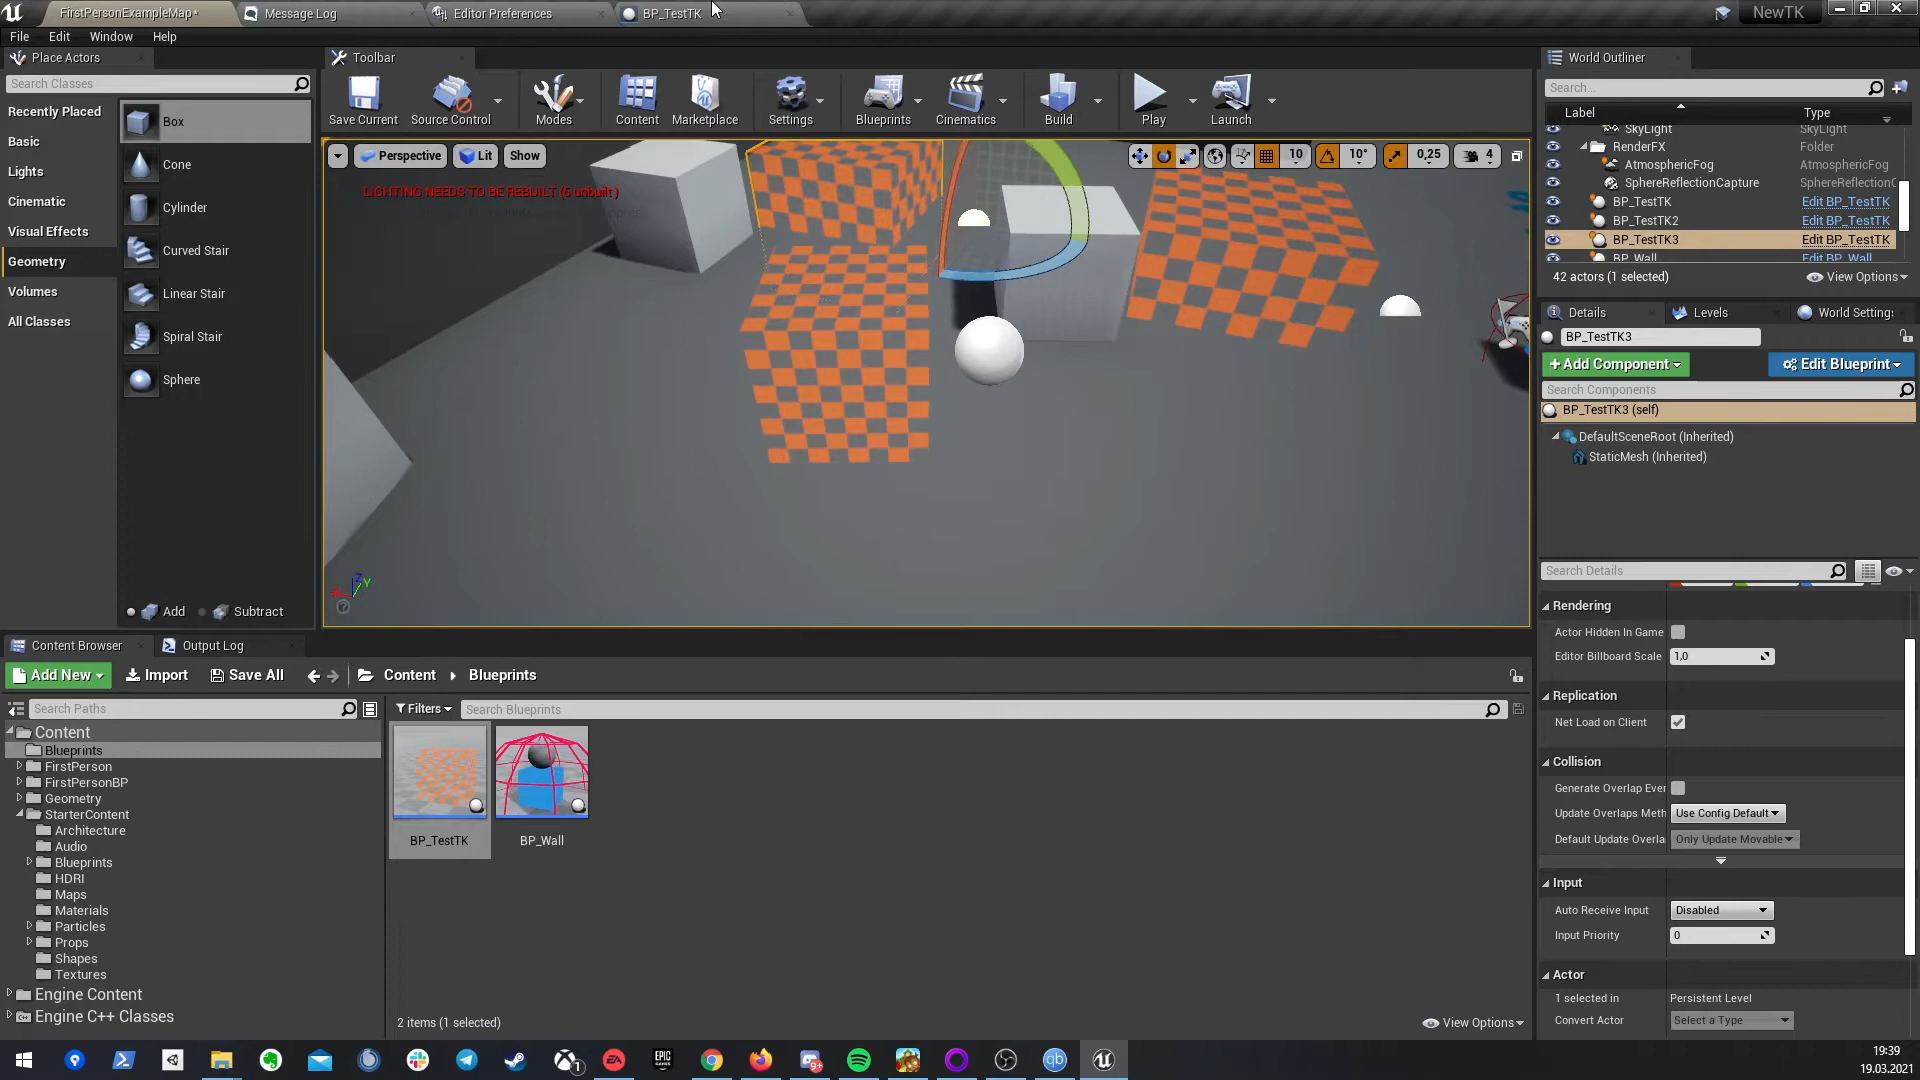 FirstPersonExampleMap*
Message Log
Editor Preferences
BP_TestTK
NewTK
File
Edit
Window
Help
Place Actors
Search Classes
Recently Placed
Basic
Lights
Cinematic
Visual Effects
Geometry
Volumes
All Classes
Box
Cone
Cylinder
Curved Stair
Linear Stair
Spiral Stair
Sphere
Add
Subtract
Toolbar
Save Current
Source Control
Modes
Content
Marketplace
Settings
Blueprints
Cinematics
Build
Play
Launch
Perspective
Lit
Show
10
10°
0,25
4
LIGHTING NEEDS TO BE REBUILT (6 unbuilt)
World Outliner
Search...
Label
Type
SkyLight
SkyLight
RenderFX
Folder
AtmosphericFog
AtmosphericFog
SphereReflectionCapture
SphereReflectionC
BP_TestTK
Edit BP_TestTK
BP_TestTK2
Edit BP_TestTK
BP_TestTK3
Edit BP_TestTK
BP_Wall
Edit BP_Wall
42 actors (1 selected)
View Options
Details
Levels
World Settings
BP_TestTK3
+Add Component
Edit Blueprint
Search Components
BP_TestTK3 (self)
DefaultSceneRoot (Inherited)
StaticMesh (Inherited)
Search Details
Rendering
Actor Hidden In Game
Editor Billboard Scale
1,0
Replication
Net Load on Client
Collision
Generate Overlap Ever
Update Overlaps Meth
Use Config Default
Default Update Overla
Only Update Movable
Input
Auto Receive Input
Disabled
Input Priority
0
Actor
1 selected in
Persistent Level
Convert Actor
Select a Type
Content Browser
Output Log
Add New
Import
Save All
Content
Blueprints
Search Paths
Filters
Search Blueprints
Content
Blueprints
FirstPerson
FirstPersonBP
Geometry
StarterContent
Architecture
Audio
Blueprints
HDRI
Maps
Materials
Particles
Props
Shapes
Textures
Engine Content
Engine C++ Classes
BP_TestTK
BP_Wall
2 items (1 selected)
View Options
Z
Y
EA
EPIC
GAMES
1
9+
qb
19:39
19.03.2021